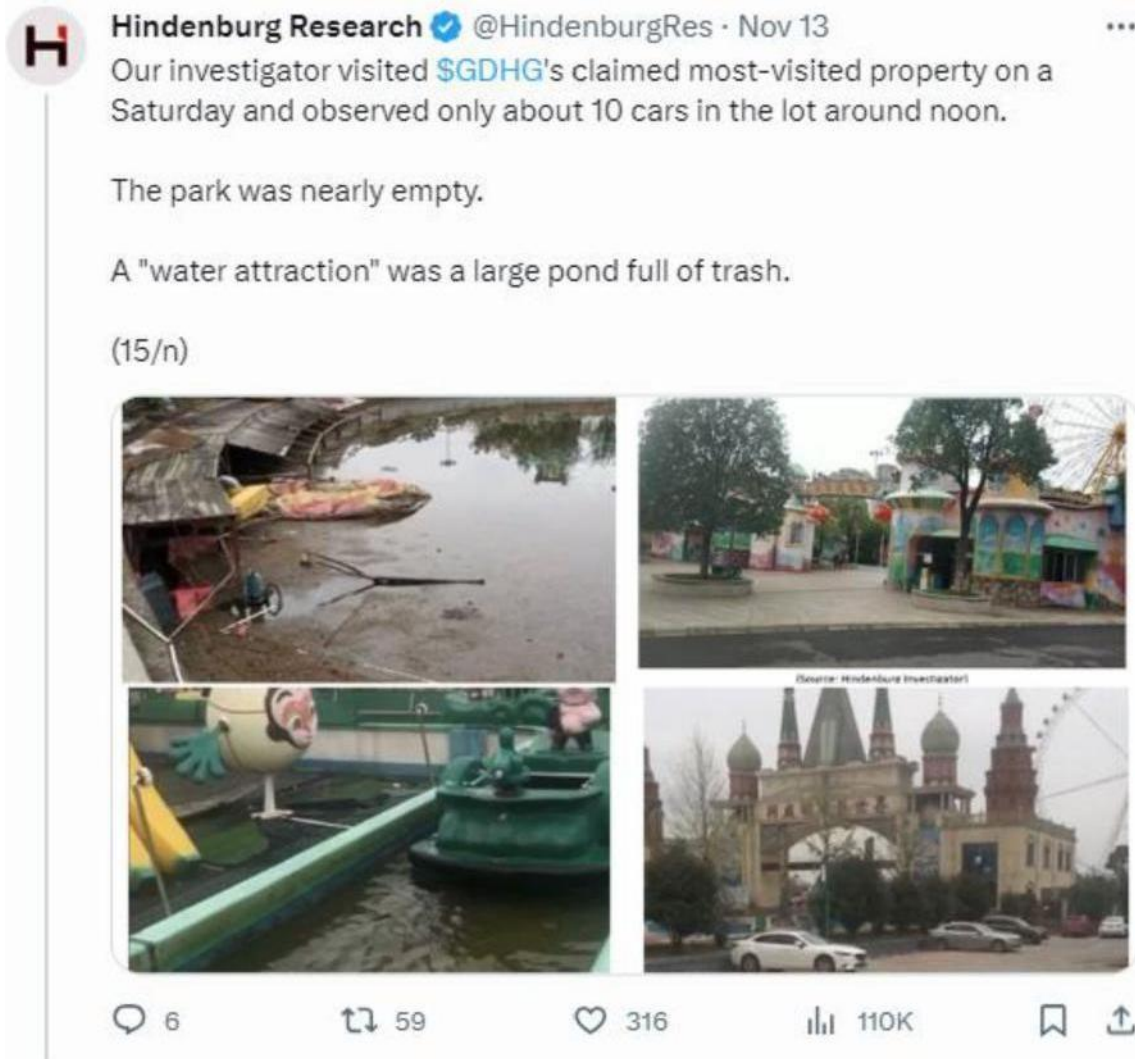 Hindenburg Research @HindenburgRes · Nov 13
Our investigator visited $GDHG's claimed most-visited property on a
Saturday and observed only about 10 cars in the lot around noon.
The park was nearly empty.
A "water attraction" was a large pond full of trash.
(15/n)
(Source: Hindenburg Investigator)
6
59
316
110K